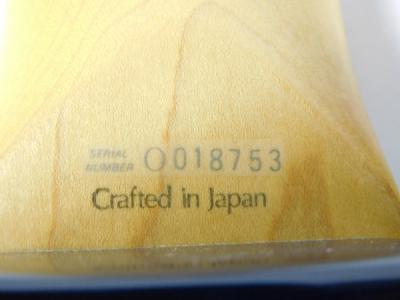 SERIAL
NUMBER O018753
Crafted in Japan